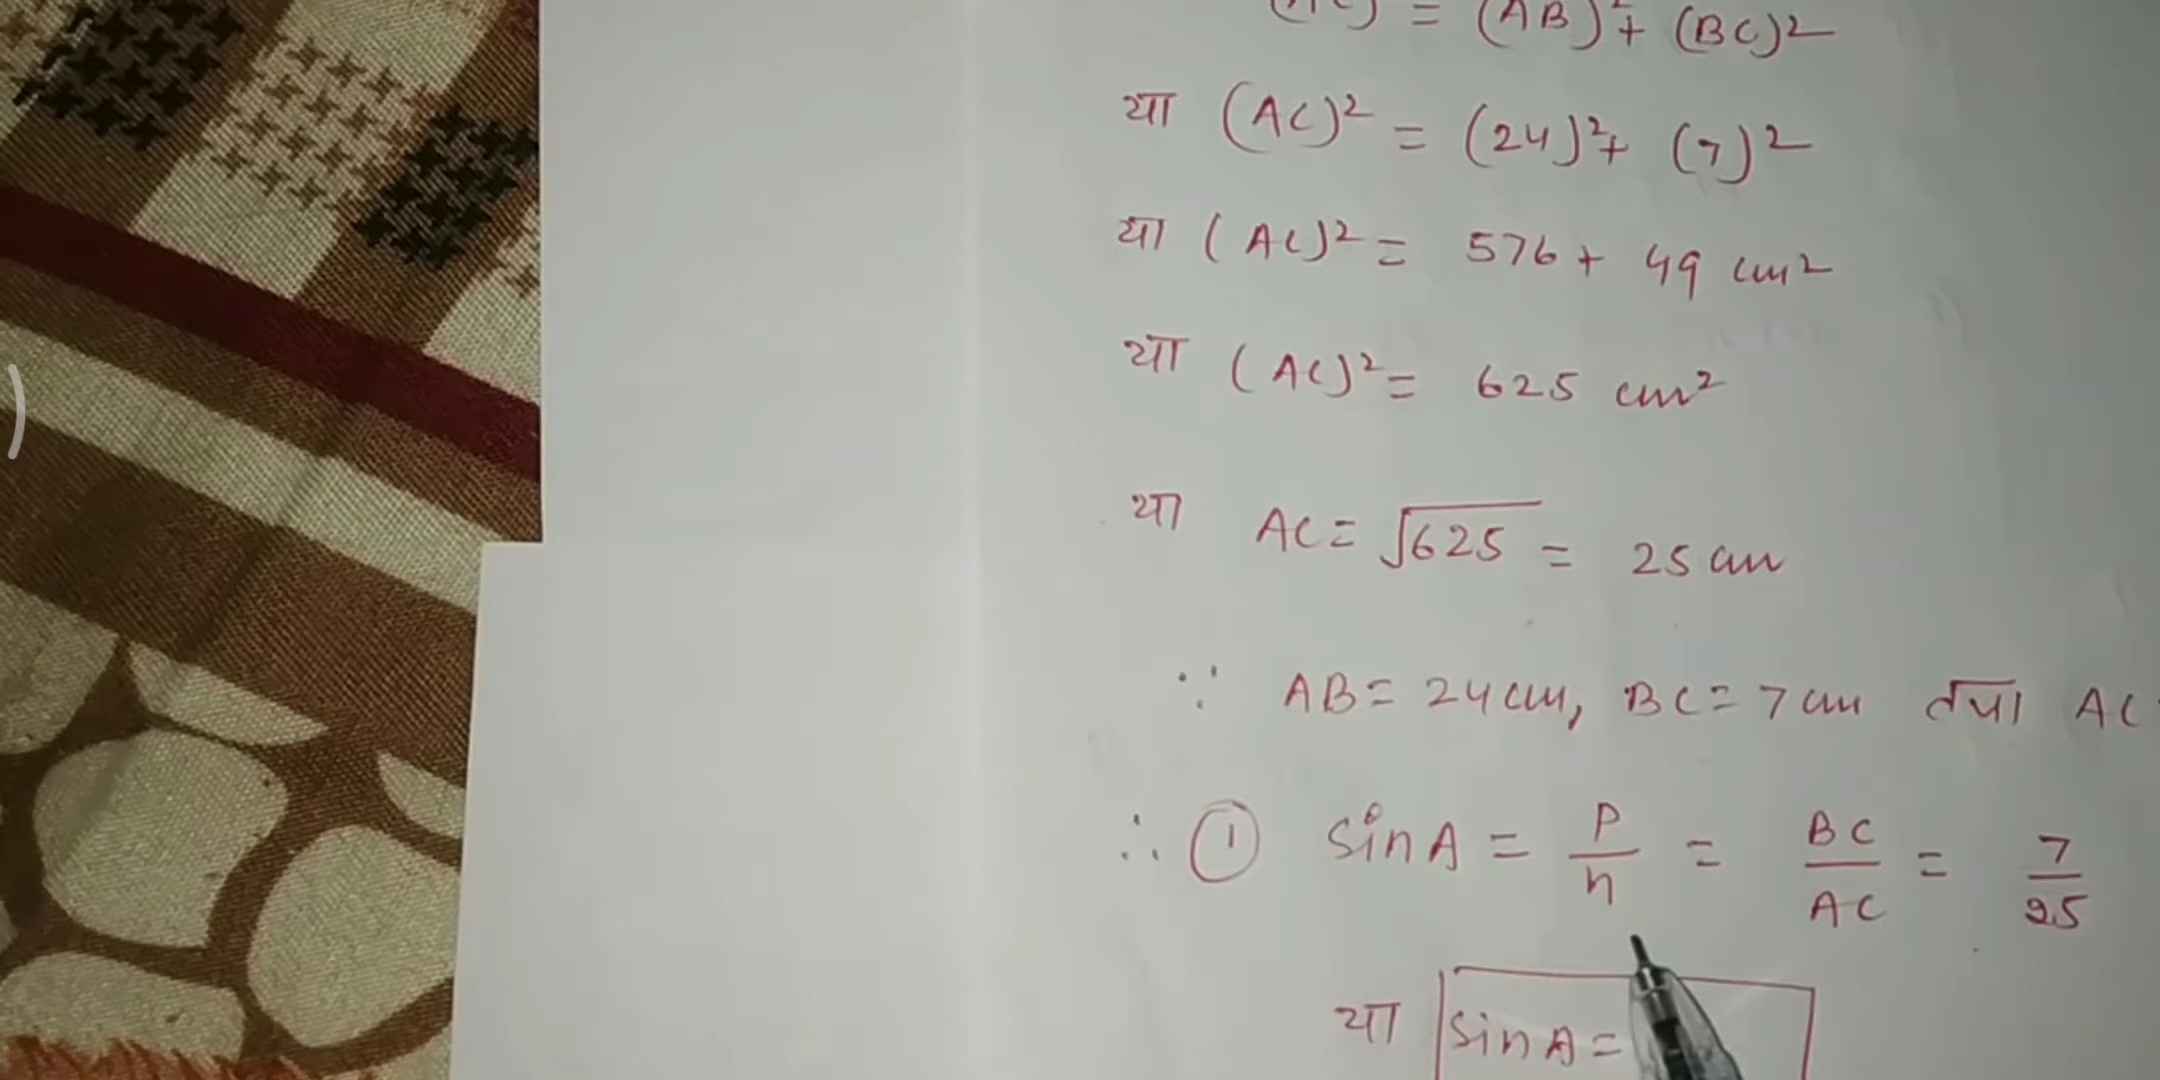 (AC)² = (AB)²+ (BC)²
या (AC)² = (24)²+ (7)²
या (AC)² = 576 + 49 cm²
या (AC)² = 625 cm²
या AC = √625 = 25 cm
∵ AB = 24 cm, BC = 7 cm तथा AC
∴ ① sin A = P/h = BC/AC = 7/25
या sin A =